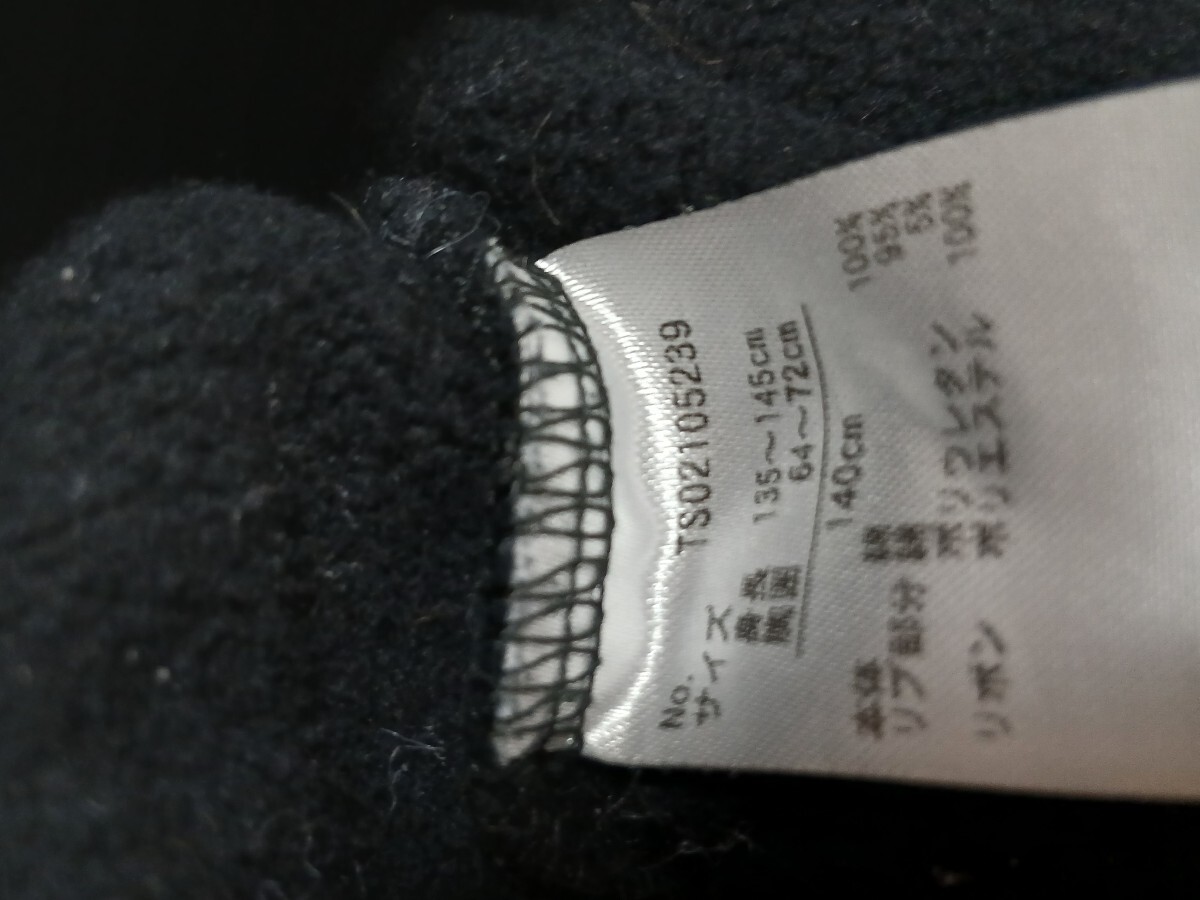 No. TS02105239
サイズ
身長 135～145cm
胸囲 64～72cm
140cm
本体 綿 100%
リブ部分 綿 95%
ポリウレタン 5%
リボン ポリエステル 100%